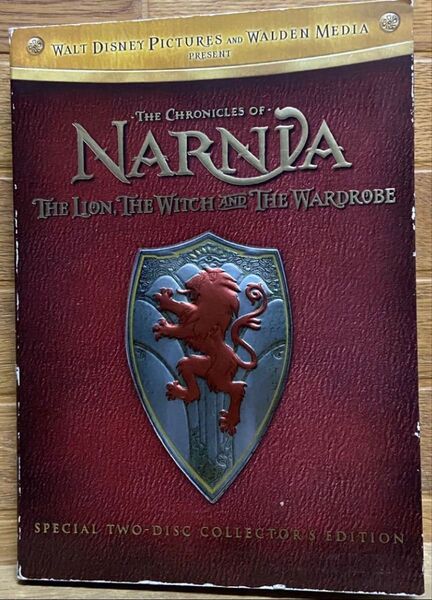 WALT DISNEY PICTURES AND WALDEN MEDIA
PRESENT
THE CHRONICLES OF
NARNIA
THE LION, THE WITCH AND THE WARDROBE
SPECIAL TWO-DISC COLLECTOR'S EDITION